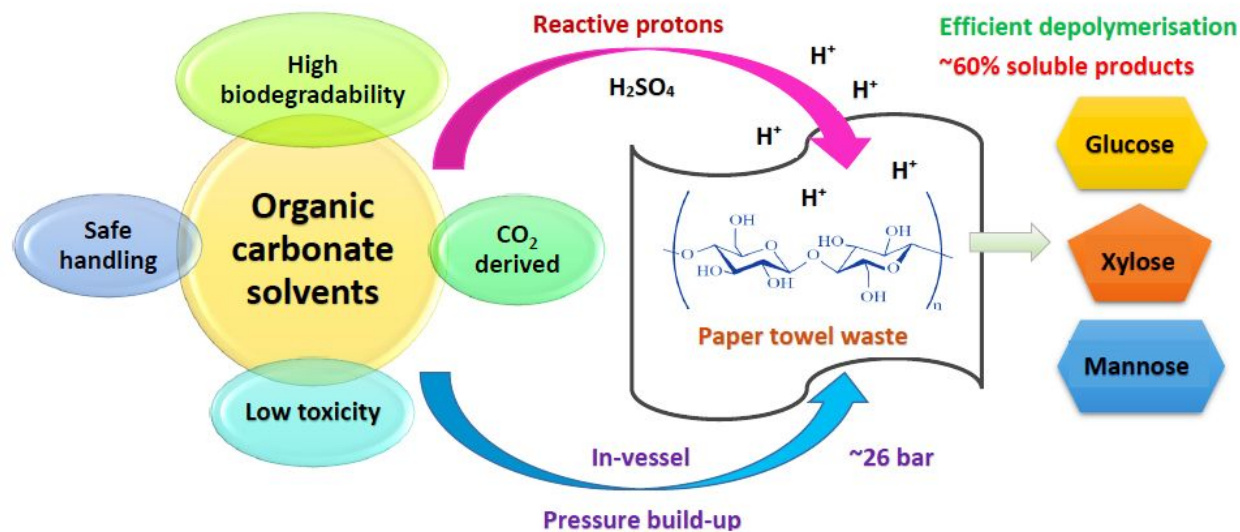 High
biodegradability
Safe
handling
Organic
carbonate
solvents
CO₂
derived
Low toxicity
Reactive protons
H₂SO₄
H⁺
H⁺
H⁺
H⁺
H⁺
OH
O
HO
OH
O
O
HO
OH
OH
O
O
n
Paper towel waste
In-vessel
~26 bar
Pressure build-up
Efficient depolymerisation
~60% soluble products
Glucose
Xylose
Mannose